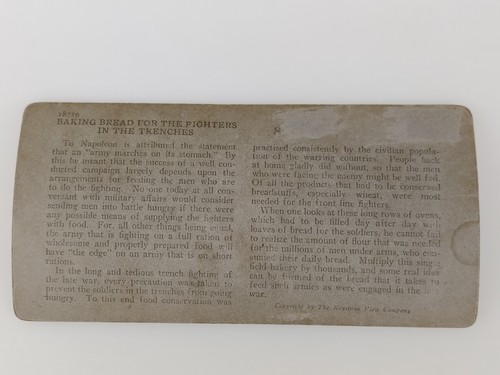 18716
BAKING BREAD FOR THE FIGHTERS
IN THE TRENCHES
To Napoleon is attributed the statement
that an "army marches on its stomach." By
this he meant that the success of a well con-
ducted campaign largely depends upon the
arrangements for feeding the men who are
to do the fighting. No one today at all con-
versant with military affairs would consider
sending men into battle hungry if there were
any possible means of supplying the fighters
with food. For, all other things being equal,
the army that is fighting on a full ration of
wholesome and properly prepared food will
have "the edge" on an army that is on short
rations.
In the long and tedious trench fighting of
the late war, every precaution was taken to
prevent the soldiers in the trenches from going
hungry. To this end food conservation was
practised consistently by the civilian popula-
tion of the warring countries. People back
at home gladly did without, so that the men
who were facing the enemy might be well fed.
Of all the products that had to be conserved
breadstuffs, especially wheat, were most
needed for the front line fighters.
When one looks at these long rows of ovens,
which had to be filled day after day with
loaves of bread for the soldiers, he cannot fail
to realize the amount of flour that was needed
for the millions of men under arms, who con-
sumed their daily bread. Multiply this single
field bakery by thousands, and some real idea
can be formed of the bread that it takes to
feed such armies as were engaged in the
war.
Copyright by The Keystone View Company